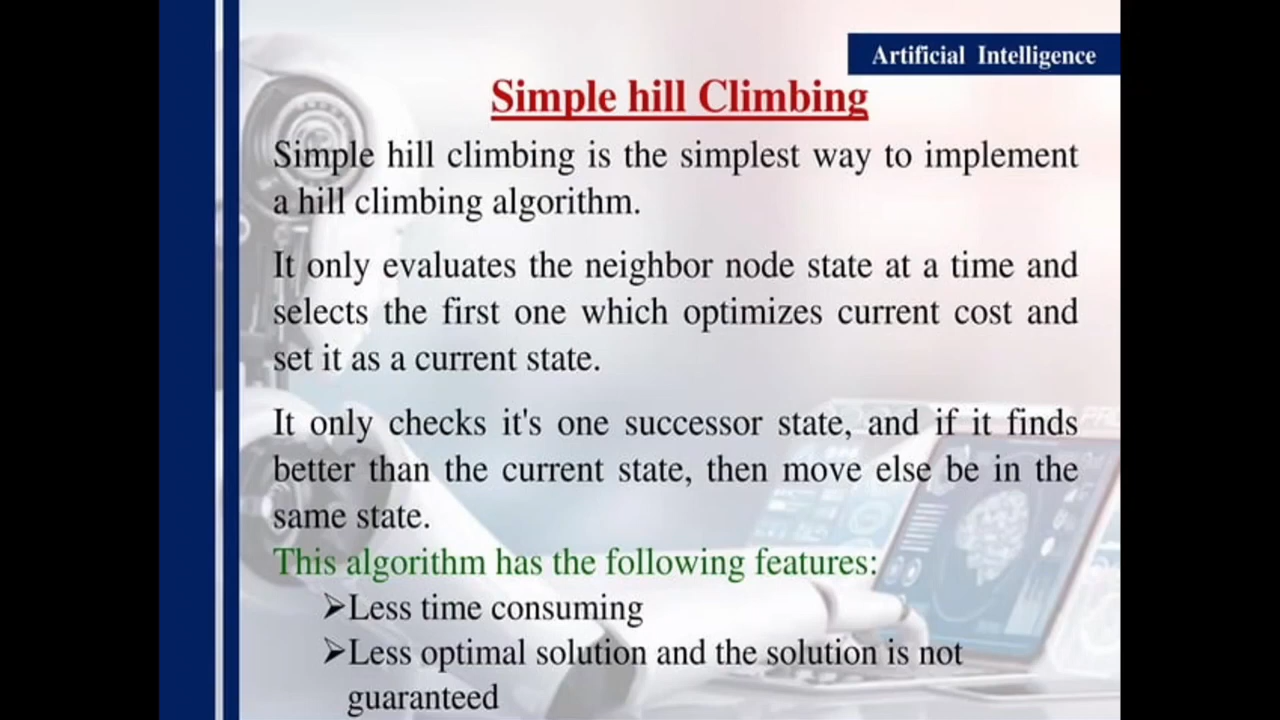 Artificial Intelligence
Simple hill Climbing
Simple hill climbing is the simplest way to implement
a hill climbing algorithm.
It only evaluates the neighbor node state at a time and
selects the first one which optimizes current cost and
set it as a current state.
It only checks it's one successor state, and if it finds
better than the current state, then move else be in the
same state.
This algorithm has the following features:
➢Less time consuming
➢Less optimal solution and the solution is not
guaranteed